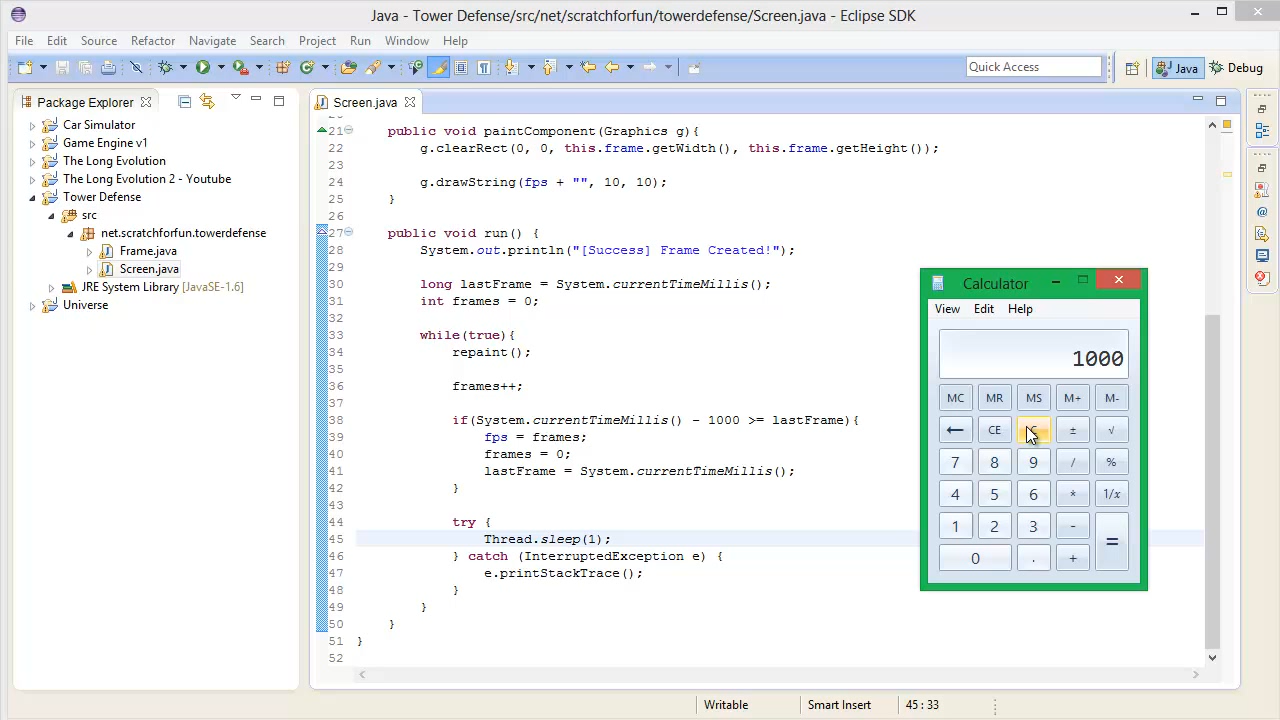 Java - Tower Defense/src/net/scratchforfun/towerdefense/Screen.java - Eclipse SDK
File Edit Source Refactor Navigate Search Project Run Window Help
Quick Access
Java
Debug
Package Explorer
Car Simulator
Game Engine v1
The Long Evolution
The Long Evolution 2 - Youtube
Tower Defense
src
net.scratchforfun.towerdefense
Frame.java
Screen.java
JRE System Library [JavaSE-1.6]
Universe
Screen.java
21 public void paintComponent(Graphics g){
22 g.clearRect(0, 0, this.frame.getWidth(), this.frame.getHeight());
23
24 g.drawString(fps + "", 10, 10);
25 }
26
27 public void run() {
28 System.out.println("[Success] Frame Created!");
29
30 long lastFrame = System.currentTimeMillis();
31 int frames = 0;
32
33 while(true){
34 repaint();
35
36 frames++;
37
38 if(System.currentTimeMillis() - 1000 >= lastFrame){
39 fps = frames;
40 frames = 0;
41 lastFrame = System.currentTimeMillis();
42 }
43
44 try {
45 Thread.sleep(1);
46 } catch (InterruptedException e) {
47 e.printStackTrace();
48 }
49 }
50 }
51 }
52
Calculator
View Edit Help
1000
MC MR MS M+ M-
← CE ± √
7 8 9 / %
4 5 6 * 1/x
1 2 3 - =
0 . +
Writable
Smart Insert
45 : 33